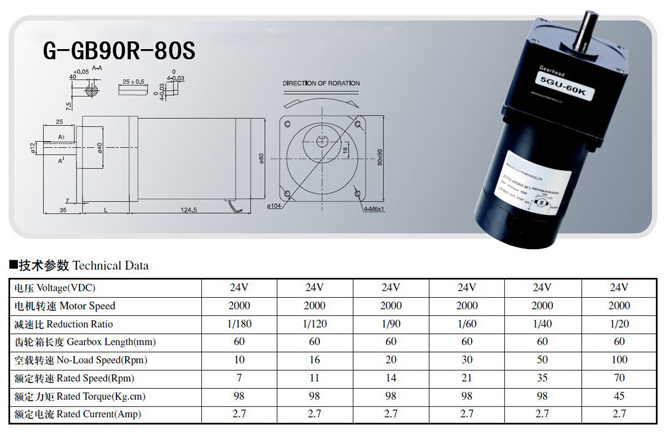 G-GB90R-80S
+0.05
40
A-A
7.5
25 ± 0.5
0
4-0.03
0
4-0.03
DIRECTION OF RORATION
Gearhead
5GU-60K
25
A
A
ø12
ø40
ø80
18
90x90
7
35
L
124.5
ø104
4-M6x1
■技术参数 Technical Data
电压 Voltage(VDC) 24V 24V 24V 24V 24V 24V
电机转速 Motor Speed 2000 2000 2000 2000 2000 2000
减速比 Reduction Ratio 1/180 1/120 1/90 1/60 1/40 1/20
齿轮箱长度 Gearbox Length(mm) 60 60 60 60 60 60
空载转速 No-Load Speed(Rpm) 10 16 20 30 50 100
额定转速 Rated Speed(Rpm) 7 11 14 21 35 70
额定力矩 Rated Torque(Kg.cm) 98 98 98 98 98 45
额定电流 Rated Current(Amp) 2.7 2.7 2.7 2.7 2.7 2.7